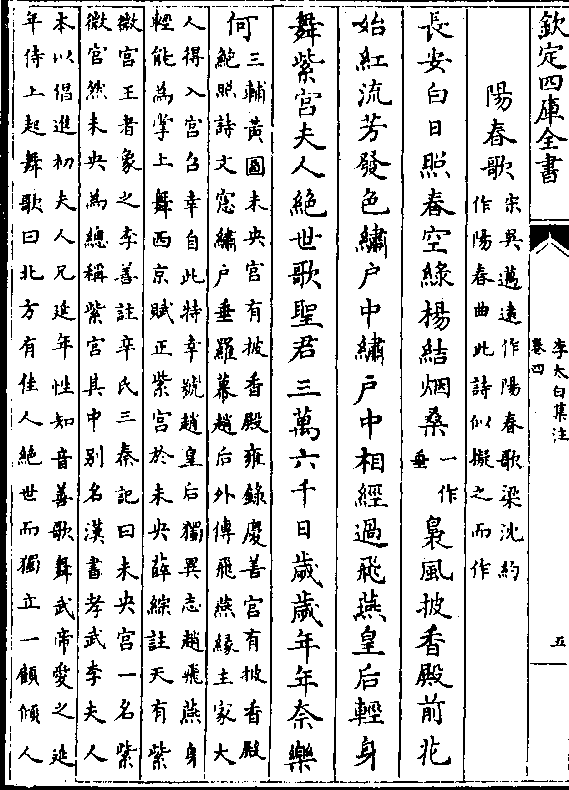 欽定四庫全書
李太白集注
卷四
五
陽春歌
宋吳邁遠作陽春歌梁沈約
作陽春曲此詩似擬之而作
長安白日照春空綠楊結烟桑一作垂裊風披香殿前花
始紅流芳發色繡户中繡户中相經過飛燕皇后輕身
舞紫宫夫人絶世歌聖君三萬六千日歲歲年年奈樂
何
三輔黄圖未央宫有披香殿雍錄慶善宫有披香殿
鮑照詩文窓繡户垂羅幕趙后外傳飛燕緣主家大
人得入宫召幸自此特幸號趙皇后獨異志趙飛燕身
輕能為掌上舞西京賦正紫宫於未央薛綜註天有紫
微宫王者象之李善註辛氏三秦記曰未央宫一名紫
微宫然未央為總稱紫宫其中别名漢書孝武李夫人
本以倡進初夫人兄延年性知音善歌舞武帝愛之延
年侍上起舞歌曰北方有佳人絶世而獨立一顧傾人